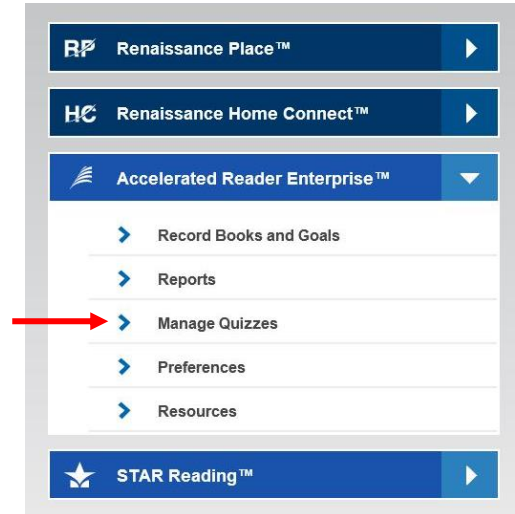 RP Renaissance Place™
HC Renaissance Home Connect™
Accelerated Reader Enterprise™
Record Books and Goals
Reports
Manage Quizzes
Preferences
Resources
STAR Reading™